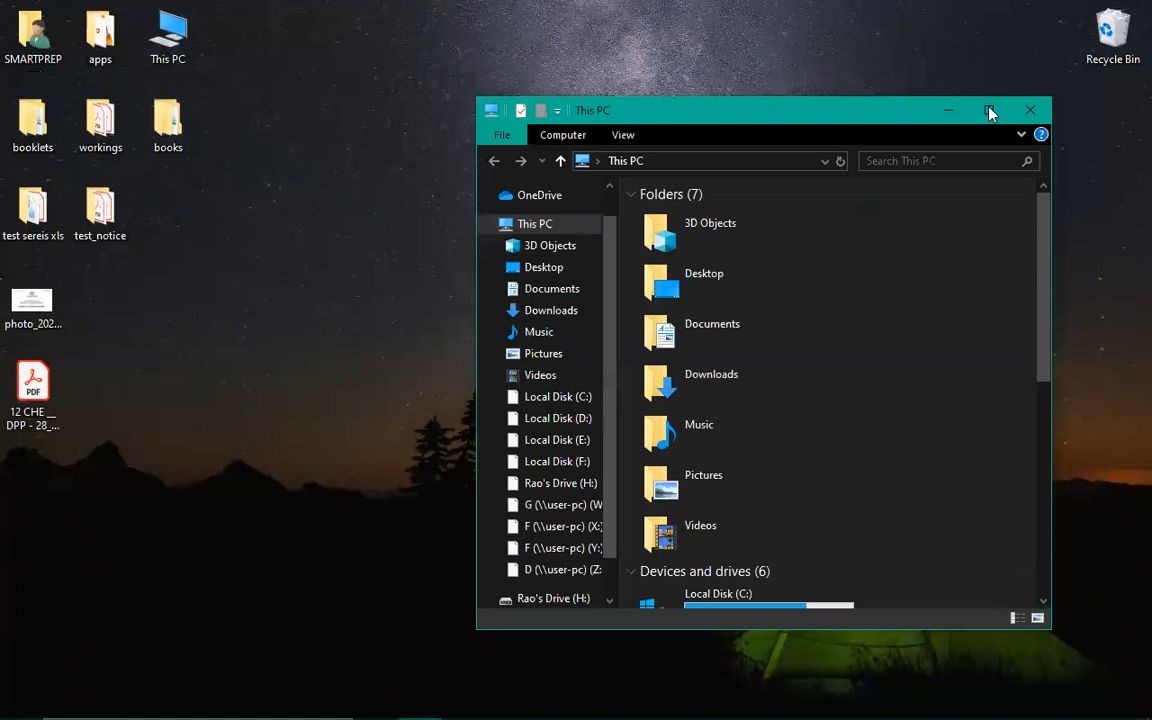 SMARTPREP
apps
This PC
Recycle Bin
booklets
workings
books
test sereis xls
test_notice
photo_202...
PDF
12 CHE __
DPP - 28_...
This PC
File
Computer
View
This PC
Search This PC
OneDrive
This PC
3D Objects
Desktop
Documents
Downloads
Music
Pictures
Videos
Local Disk (C:)
Local Disk (D:)
Local Disk (E:)
Local Disk (F:)
Rao's Drive (H:)
G (\\user-pc) (W
F (\\user-pc) (X:)
F (\\user-pc) (Y:)
D (\\user-pc) (Z:
Rao's Drive (H:)
Folders (7)
3D Objects
Desktop
Documents
Downloads
Music
Pictures
Videos
Devices and drives (6)
Local Disk (C:)